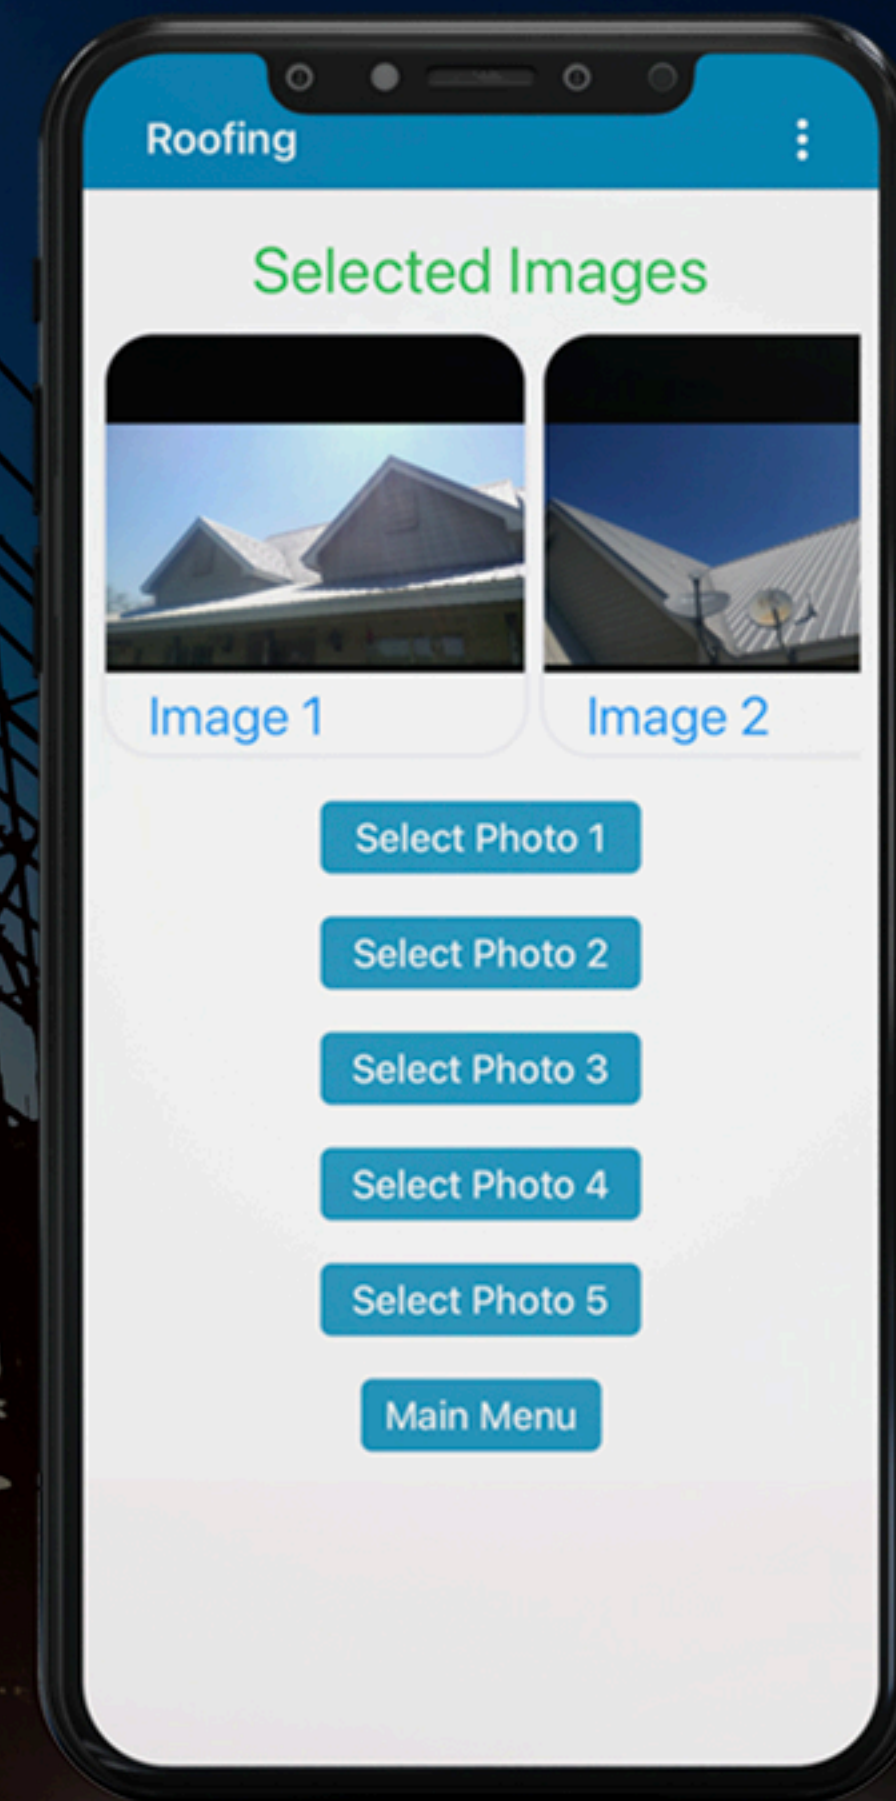 Roofing
Selected Images
Image 1
Image 2
Select Photo 1
Select Photo 2
Select Photo 3
Select Photo 4
Select Photo 5
Main Menu